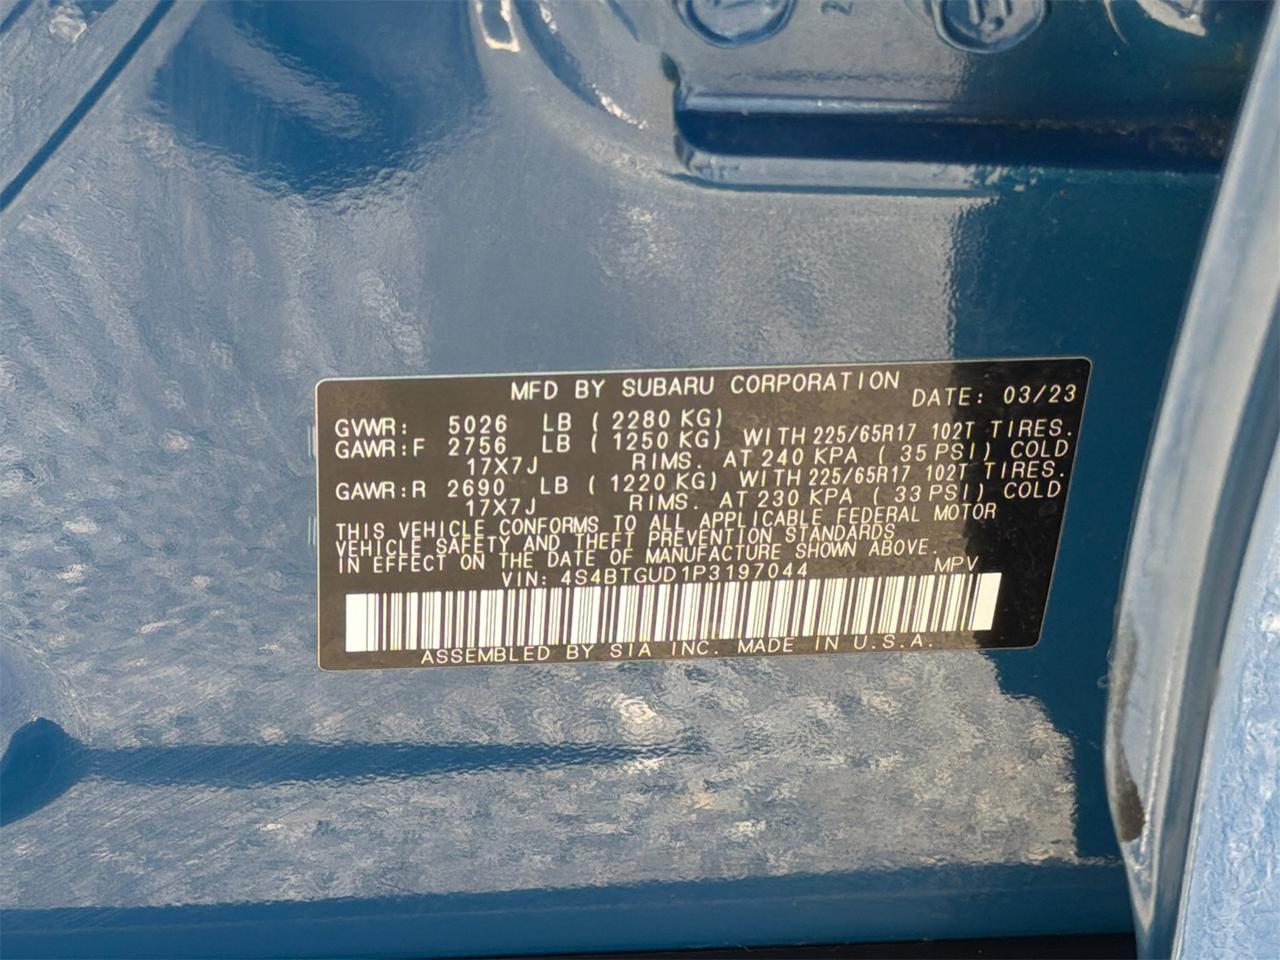 MFD BY SUBARU CORPORATION DATE: 03/23
GVWR: 5026 LB ( 2280 KG)
GAWR:F 2756 LB ( 1250 KG) WITH 225/65R17 102T TIRES.
17X7J RIMS. AT 240 KPA ( 35 PSI) COLD
GAWR:R 2690 LB ( 1220 KG) WITH 225/65R17 102T TIRES.
17X7J RIMS. AT 230 KPA ( 33 PSI) COLD
THIS VEHICLE CONFORMS TO ALL APPLICABLE FEDERAL MOTOR
VEHICLE SAFETY AND THEFT PREVENTION STANDARDS
IN EFFECT ON THE DATE OF MANUFACTURE SHOWN ABOVE.
VIN: 4S4BTGUD1P3197044 MPV
ASSEMBLED BY SIA INC. MADE IN U.S.A.